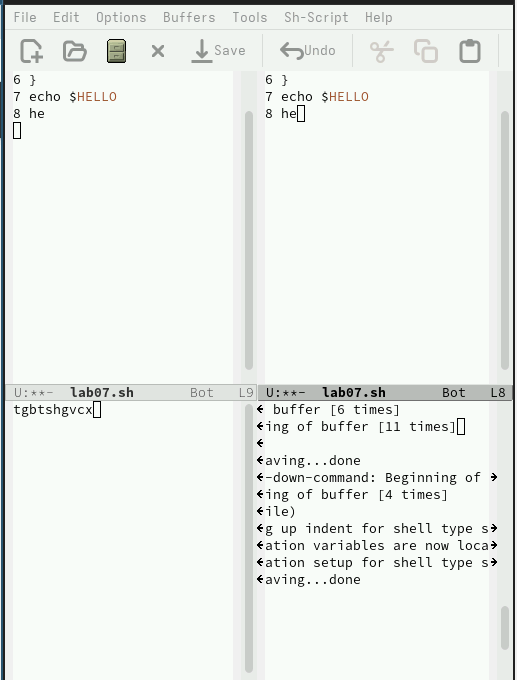 File Edit Options Buffers Tools Sh-Script Help
Save Undo
6 }
7 echo $HELLO
8 he
U:**- lab07.sh Bot L9
6 }
7 echo $HELLO
8 he
U:**- lab07.sh Bot L8
tgbtshgvcx
buffer [6 times]
ing of buffer [11 times]
aving...done
-down-command: Beginning of
ing of buffer [4 times]
ile)
g up indent for shell type s
ation variables are now loca
ation setup for shell type s
aving...done